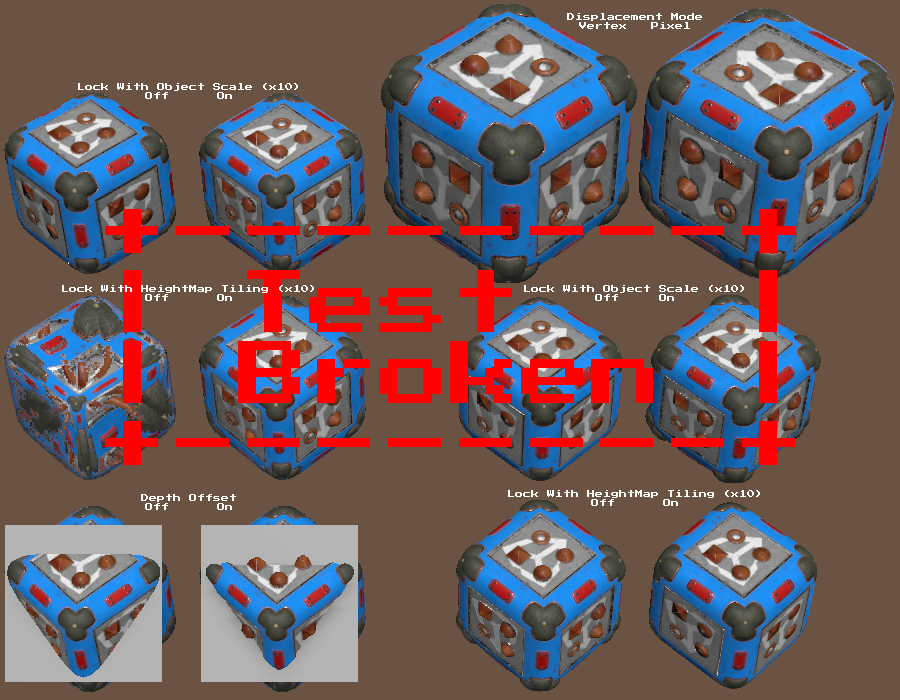 Displacement Mode
Vertex Pixel
Lock With Object Scale (x10)
Off On
Lock With HeightMap Tiling (x10)
Off On
Lock With Object Scale (x10)
Off On
Test
Broken
Depth Offset
Off On
Lock With HeightMap Tiling (x10)
Off On